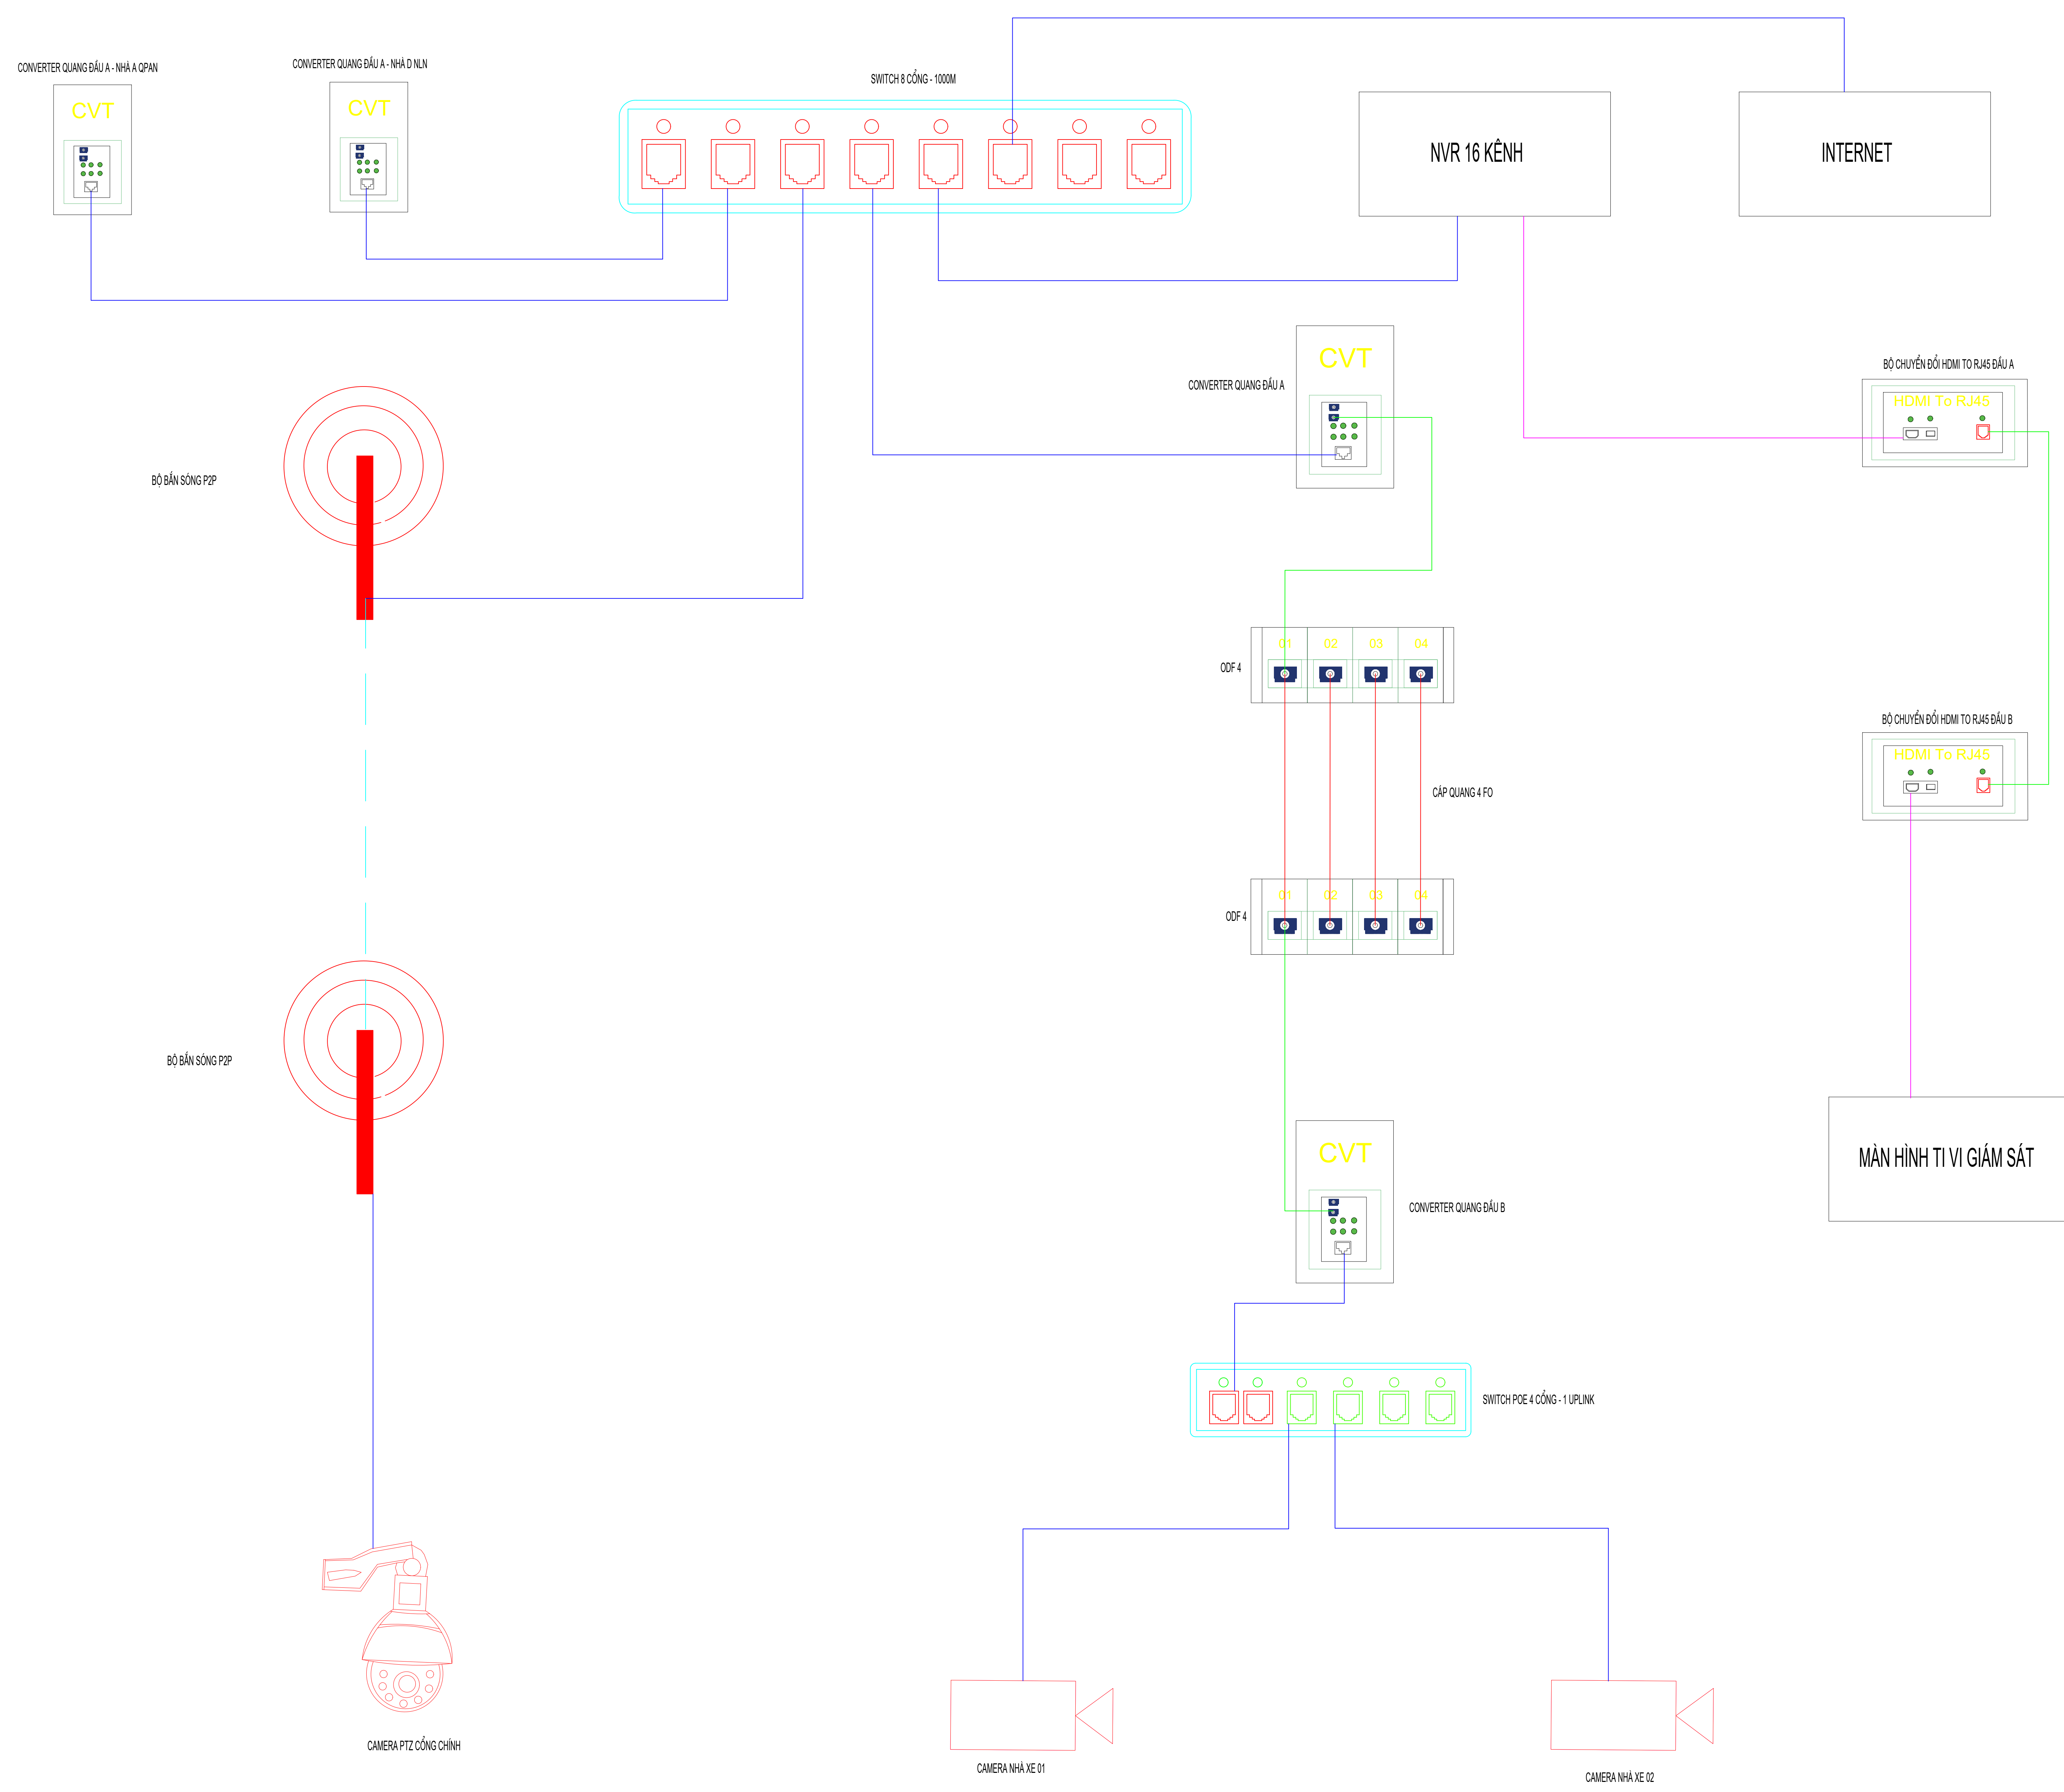 CONVERTER QUANG ĐẦU A - NHÀ A QPAN
CONVERTER QUANG ĐẦU A - NHÀ D NLN
SWITCH 8 CỔNG - 1000M
CVT
CVT
NVR 16 KÊNH
INTERNET
CVT
CONVERTER QUANG ĐẦU A
BỘ CHUYỂN ĐỔI HDMI TO RJ45 ĐẦU A
HDMI To RJ45
BỘ BẮN SÓNG P2P
ODF 4
01 02 03 04
BỘ CHUYỂN ĐỔI HDMI TO RJ45 ĐẦU B
HDMI To RJ45
CÁP QUANG 4 FO
ODF 4
01 02 03 04
BỘ BẮN SÓNG P2P
CVT
CONVERTER QUANG ĐẦU B
MÀN HÌNH TI VI GIÁM SÁT
SWITCH POE 4 CỔNG - 1 UPLINK
CAMERA PTZ CỔNG CHÍNH
CAMERA NHÀ XE 01
CAMERA NHÀ XE 02